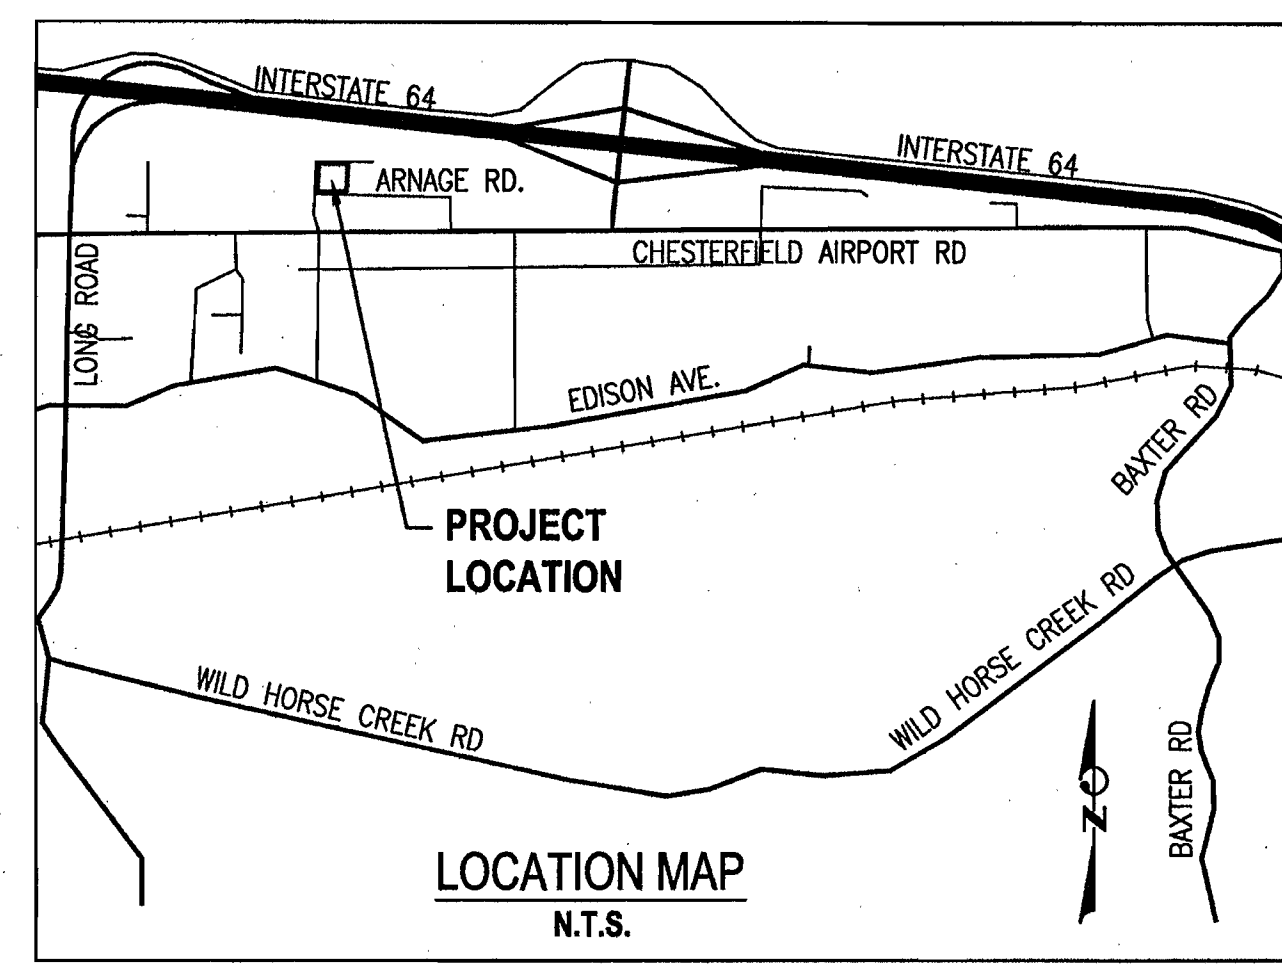 INTERSTATE 64
INTERSTATE 64
ARNAGE RD.
CHESTERFIELD AIRPORT RD
LONG ROAD
EDISON AVE.
BAXTER RD
PROJECT
LOCATION
WILD HORSE CREEK RD
WILD HORSE CREEK RD
BAXTER RD
N
LOCATION MAP
N.T.S.